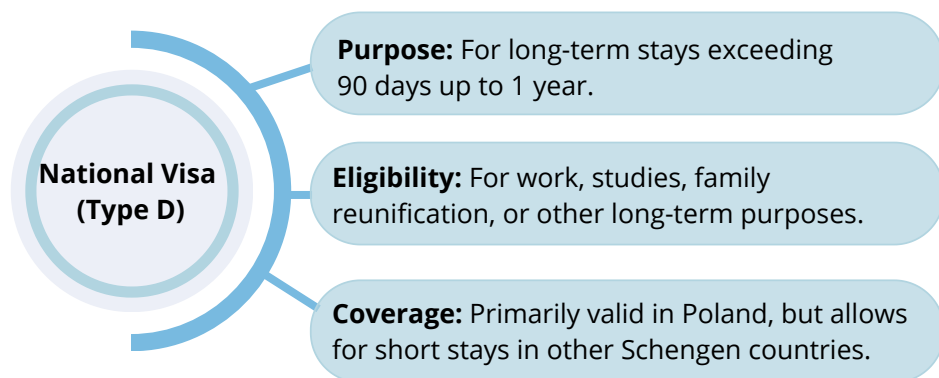 National Visa
(Type D)
Purpose: For long-term stays exceeding
90 days up to 1 year.
Eligibility: For work, studies, family
reunification, or other long-term purposes.
Coverage: Primarily valid in Poland, but allows
for short stays in other Schengen countries.